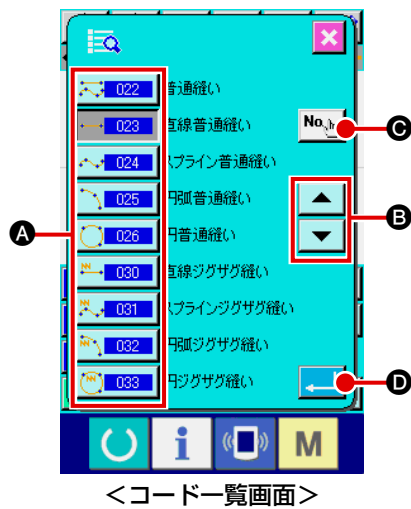 022 普通縫い
023 直線普通縫い
No.
C
024 スプライン普通縫い
025 円弧普通縫い
B
A
026 円普通縫い
030 直線ジグザグ縫い
031 スプラインジグザグ縫い
032 円弧ジグザグ縫い
033 円ジグザグ縫い
D
i
M
<コード一覧画面>